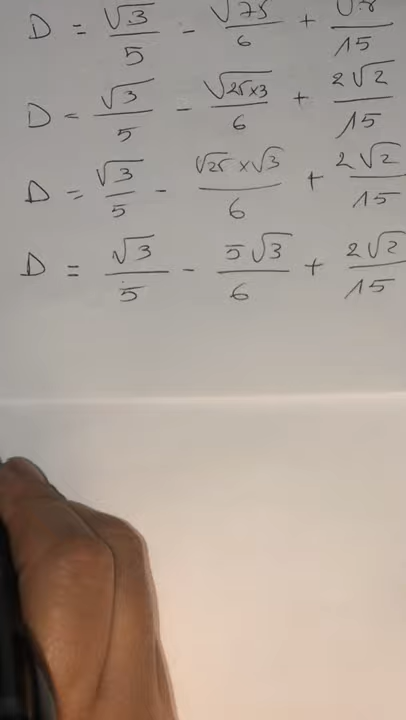 D = √3/5 - √75/6 + √8/15
D = √3/5 - √25×3/6 + 2√2/15
D = √3/5 - √25×√3/6 + 2√2/15
D = √3/5 - 5√3/6 + 2√2/15